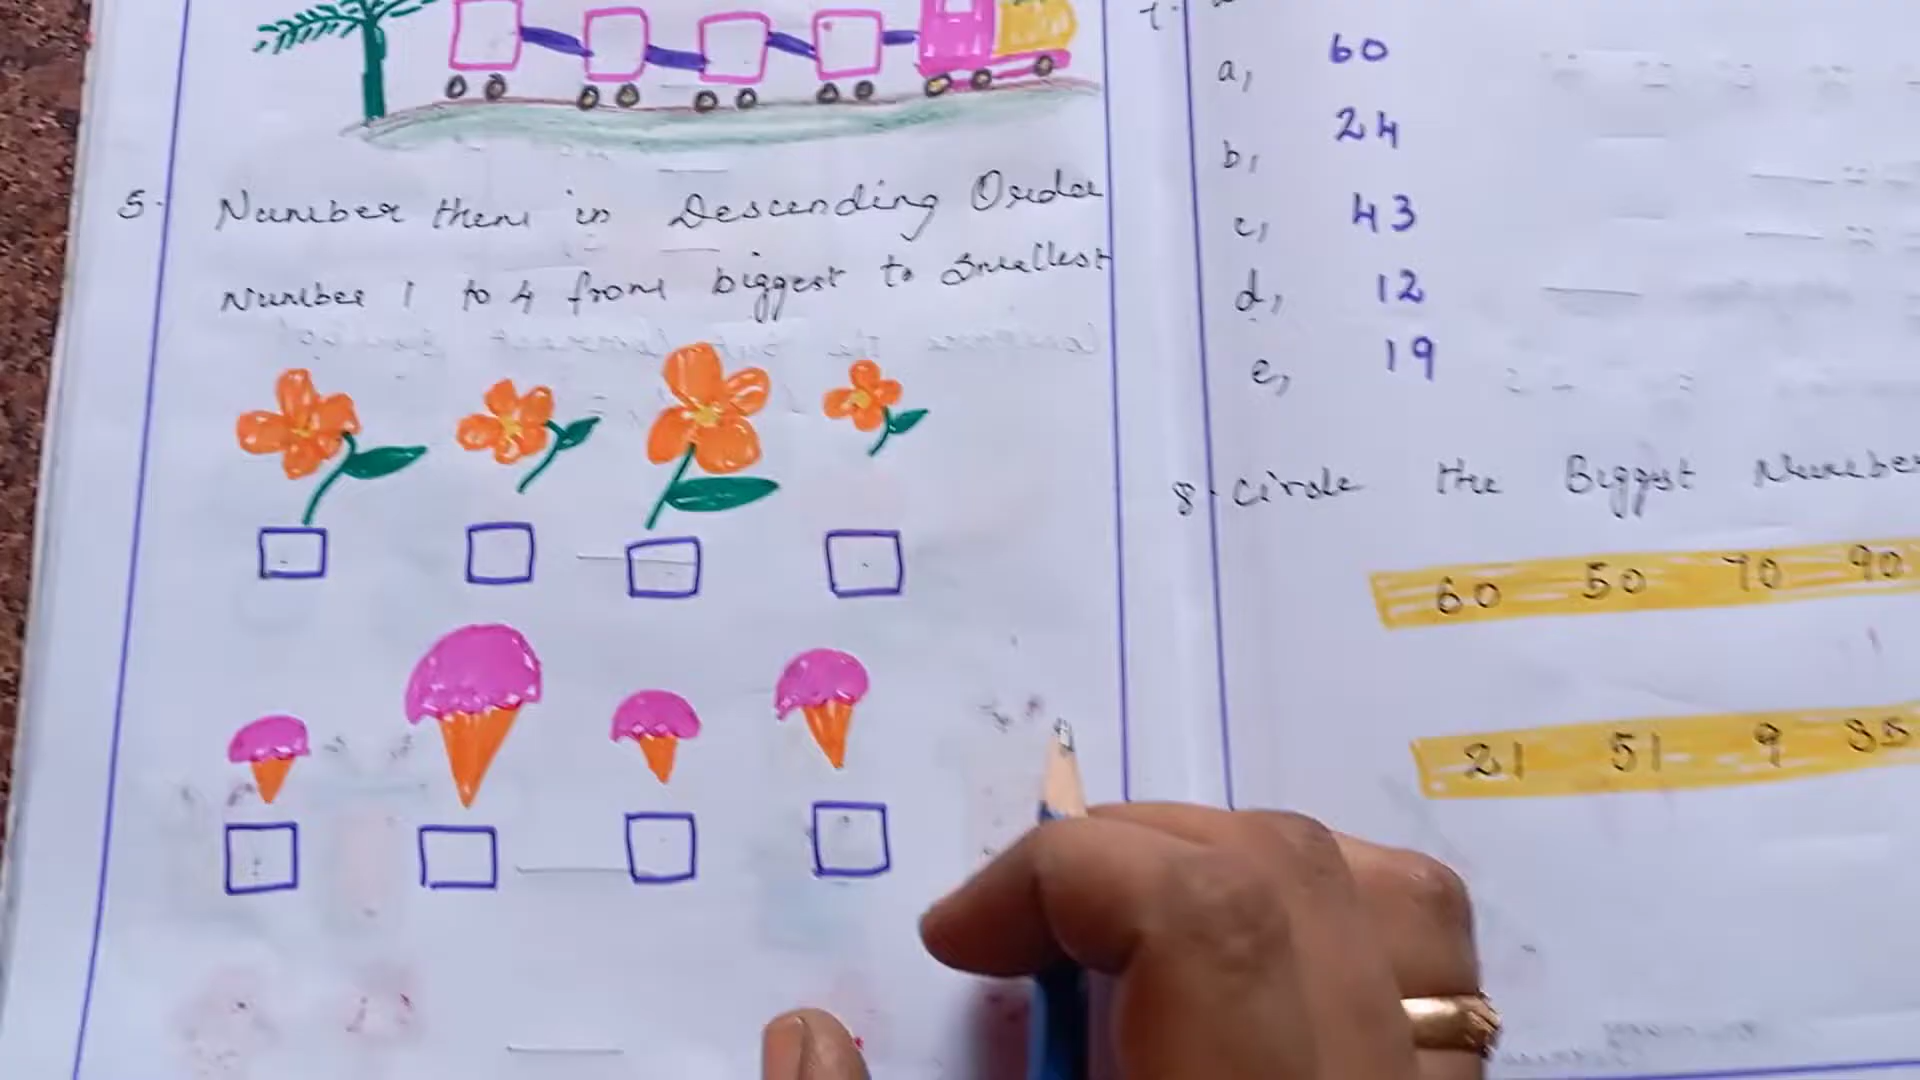 5. Number them in Descending Order
Number 1 to 4 from biggest to smallest
7.
a, 60
b, 24
c, 43
d, 12
e, 19
8. Circle the Biggest Number
60 50 70 90
21 51 9 35